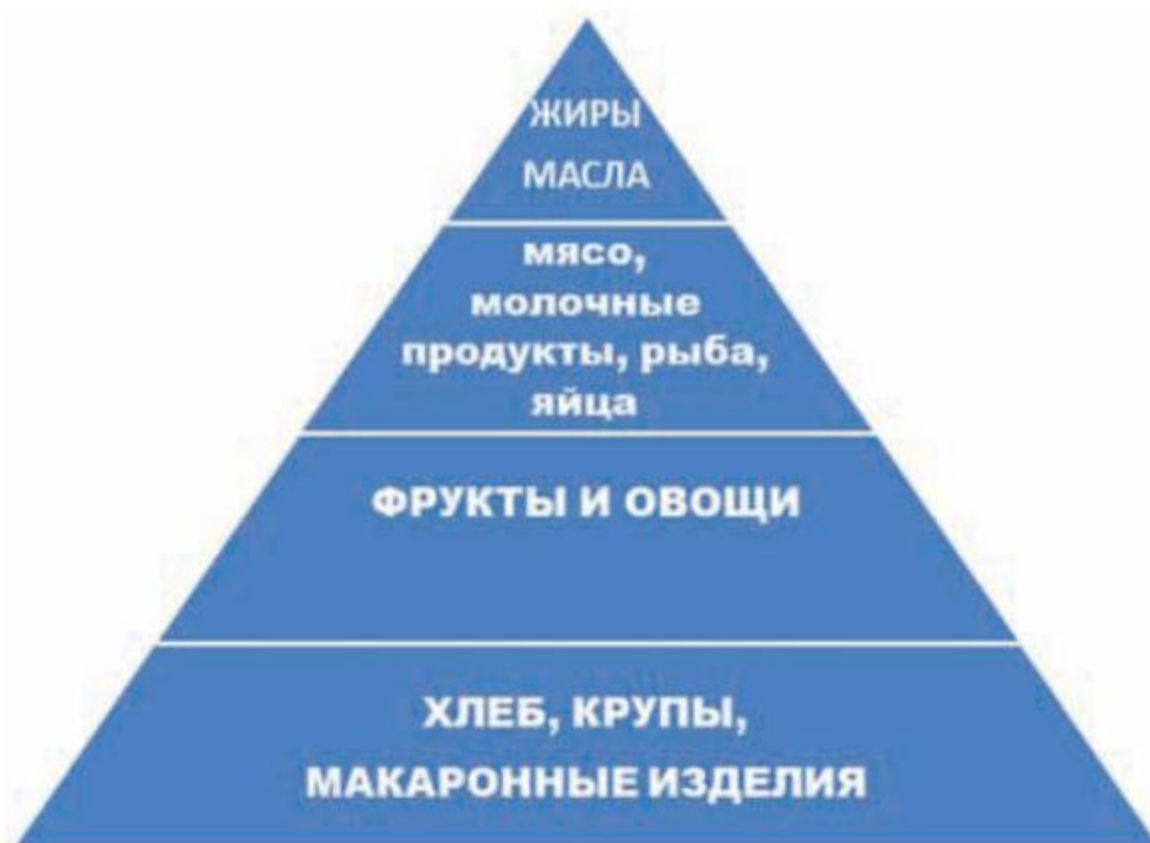 ЖИРЫ
МАСЛА
мясо,
молочные
продукты, рыба,
яйца
ФРУКТЫ И ОВОЩИ
ХЛЕБ, КРУПЫ,
МАКАРОННЫЕ ИЗДЕЛИЯ